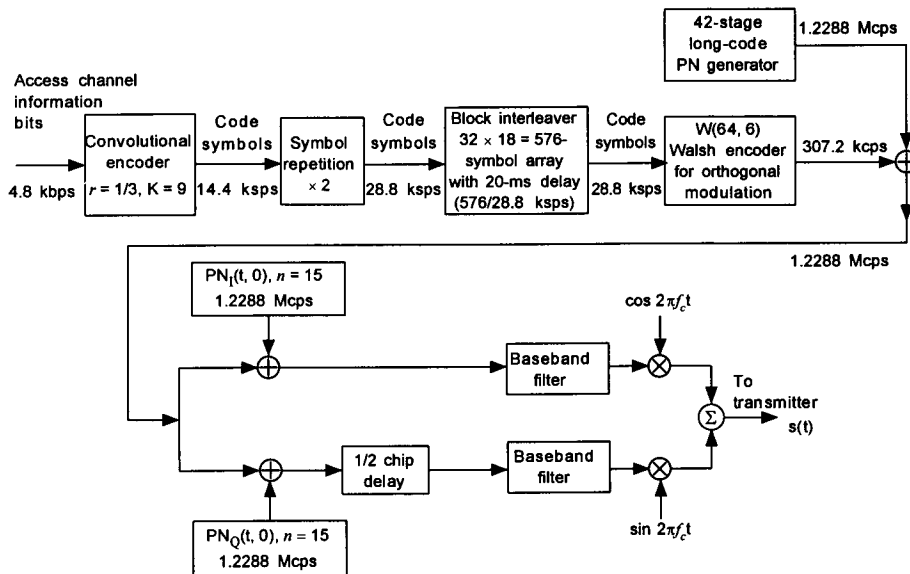 42-stage
long-code
PN generator
1.2288 Mcps
Access channel
information
bits
4.8 kbps
Convolutional
encoder
r = 1/3, K = 9
Code
symbols
14.4 ksps
Symbol
repetition
× 2
Code
symbols
28.8 ksps
Block interleaver
32 × 18 = 576-
symbol array
with 20-ms delay
(576/28.8 ksps)
Code
symbols
28.8 ksps
W(64, 6)
Walsh encoder
for orthogonal
modulation
307.2 kcps
1.2288 Mcps
PN_I(t, 0), n = 15
1.2288 Mcps
cos 2πf_ct
Baseband
filter
To
transmitter
s(t)
Σ
1/2 chip
delay
Baseband
filter
PN_Q(t, 0), n = 15
1.2288 Mcps
sin 2πf_ct